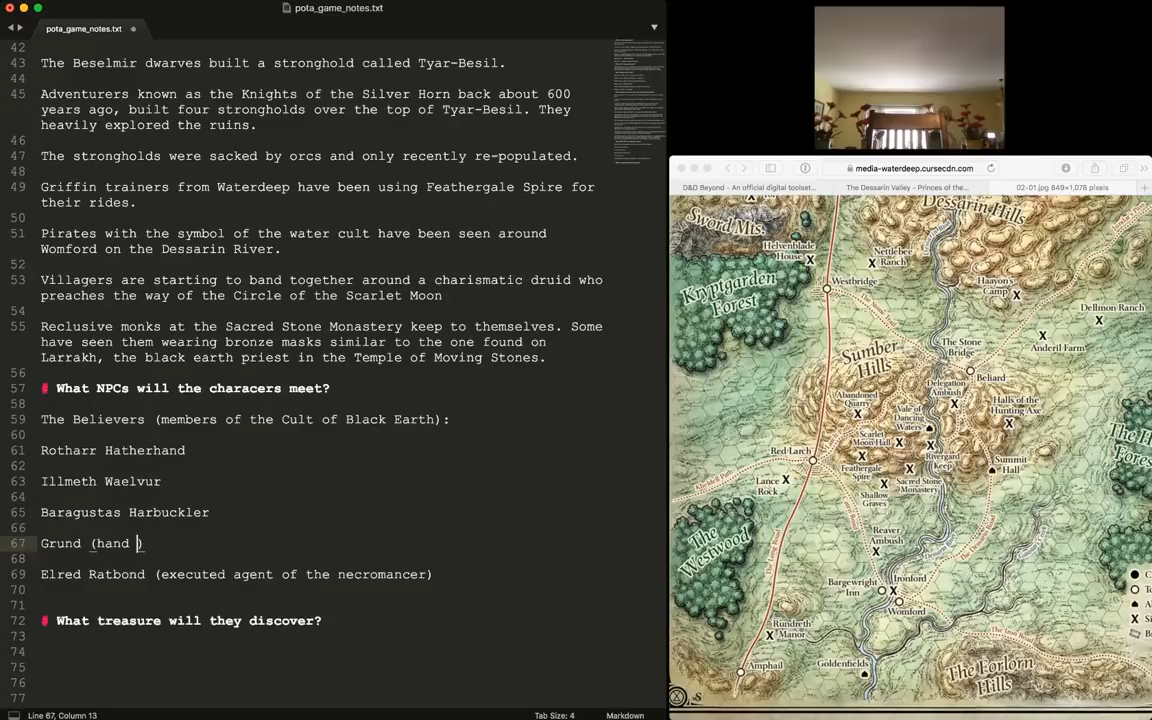 pota_game_notes.txt
pota_game_notes.txt
42
43 The Beselmir dwarves built a stronghold called Tyar-Besil.
44
45 Adventurers known as the Knights of the Silver Horn back about 600
years ago, built four strongholds over the top of Tyar-Besil. They
heavily explored the ruins.
46
47 The strongholds were sacked by orcs and only recently re-populated.
48
49 Griffin trainers from Waterdeep have been using Feathergale Spire for
their rides.
50
51 Pirates with the symbol of the water cult have been seen around
Womford on the Dessarin River.
52
53 Villagers are starting to band together around a charismatic druid who
preaches the way of the Circle of the Scarlet Moon
54
55 Reclusive monks at the Sacred Stone Monastery keep to themselves. Some
have seen them wearing bronze masks similar to the one found on
Larrakh, the black earth priest in the Temple of Moving Stones.
56
57 # What NPCs will the characers meet?
58
59 The Believers (members of the Cult of Black Earth):
60
61 Rotharr Hatherhand
62
63 Illmeth Waelvur
64
65 Baragustas Harbuckler
66
67 Grund (hand )
68
69 Elred Ratbond (executed agent of the necromancer)
70
71
72 # What treasure will they discover?
73
74
75
76
77
Line 67, Column 13
Tab Size: 4
Markdown
media-waterdeep.cursecdn.com
D&D Beyond - An official digital toolset...
The Dessarin Valley - Princes of the...
02-01.jpg 849×1,078 pixels
Sword Mts.
Dessarin Hills
Helvenblade
House
Nettlebee
Ranch
Kryptgarden
Forest
Westbridge
Haayon's
Camp
Dellmon Ranch
Anderil Farm
The Stone
Bridge
Sumber
Hills
Beliard
Delegation
Ambush
Abandoned
Quarry
Vale of
Dancing
Waters
Halls of the
Hunting Axe
Scarlet
Moon Hall
Red Larch
Rivergard
Keep
Summit
Hall
Feathergale
Spire
Sacred Stone
Monastery
Lance
Rock
Shallow
Graves
The
Westwood
Reaver
Ambush
The Long Road
The Dessarin Road
Bargewright
Inn
Ironford
Womford
Rundreth
Manor
Amphail
Goldenfields
The Forlorn
Hills
S